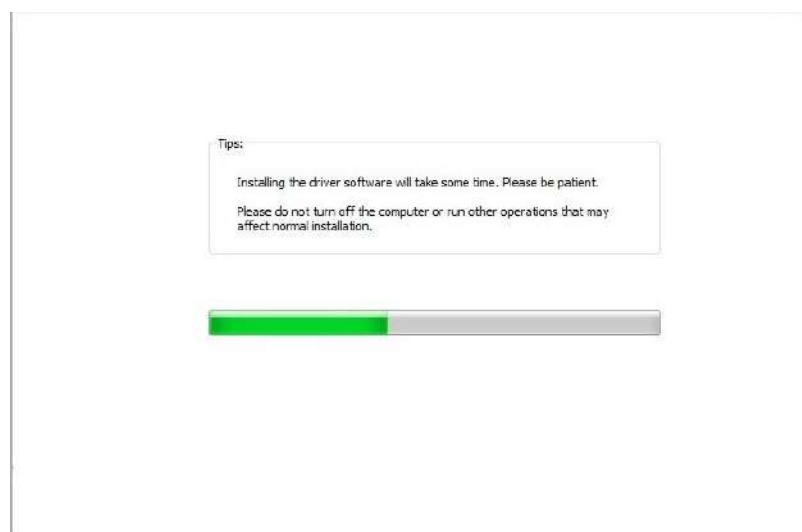 Tips:
Installing the driver software will take some time. Please be patient.
Please do not turn off the computer or run other operations that may
affect normal installation.